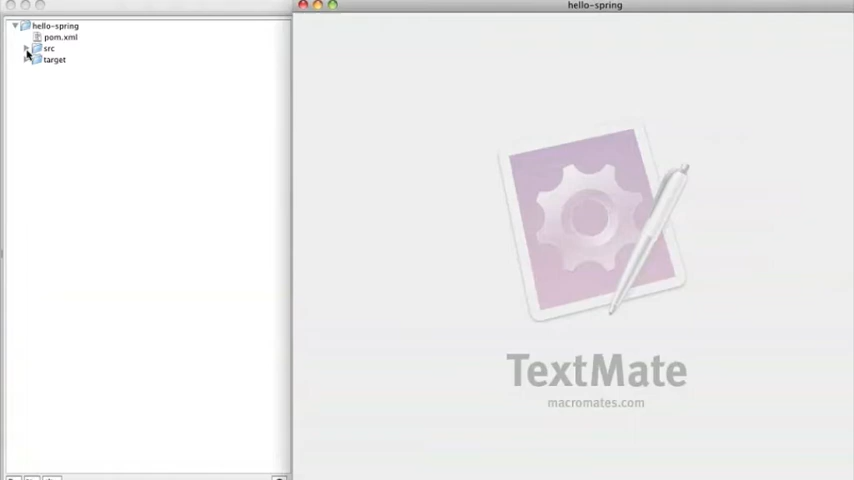 hello-spring
hello-spring
pom.xml
src
target
TextMate
macromates.com